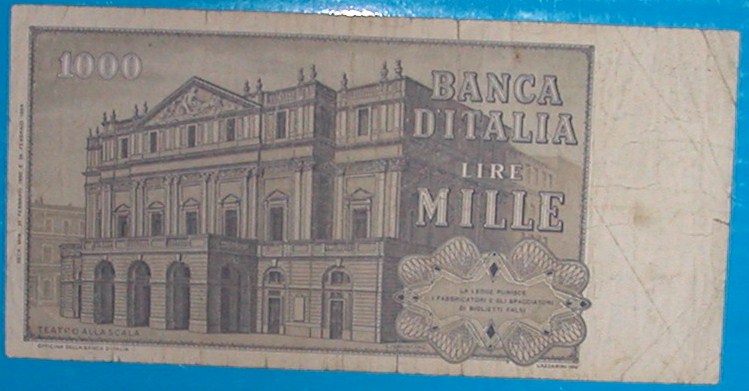 1000
BANCA
D'ITALIA
LIRE
MILLE
LA LEGGE PUNISCE
I FABBRICATORI E GLI SPACCIATORI
DI BIGLIETTI FALSI
TEATRO ALLA SCALA
OFFICINA DELLA BANCA D'ITALIA